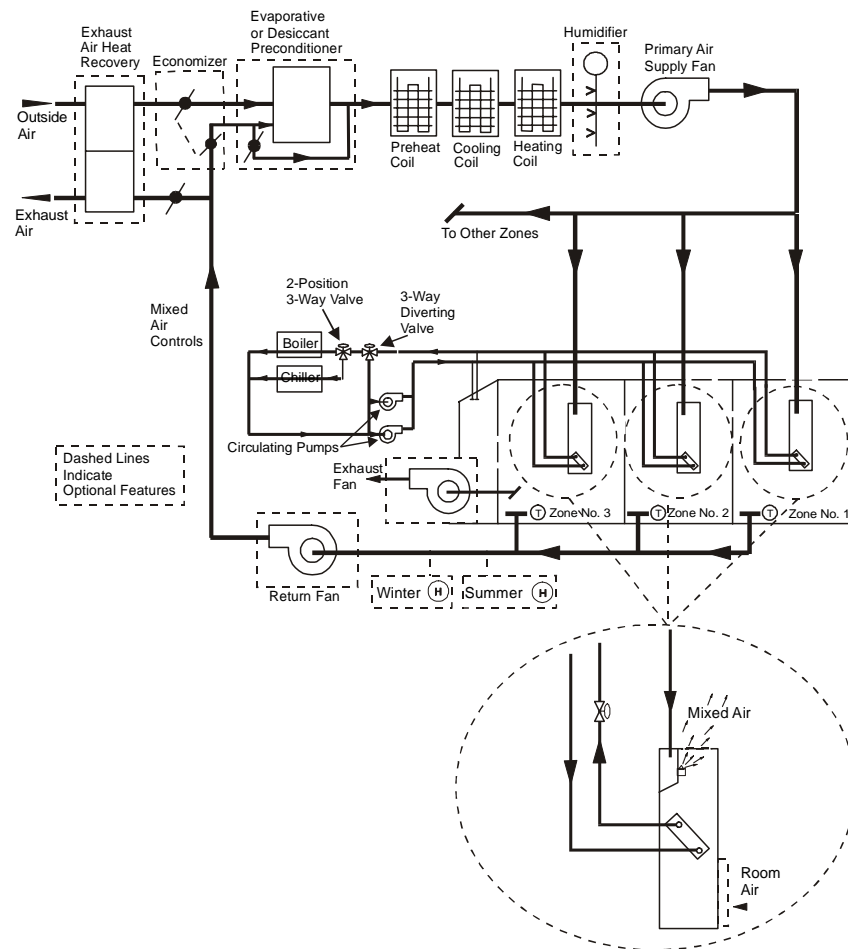 Exhaust
Air Heat
Recovery
Economizer
Evaporative
or Desiccant
Preconditioner
Humidifier
Primary Air
Supply Fan
Outside
Air
Preheat
Coil
Cooling
Coil
Heating
Coil
Exhaust
Air
To Other Zones
Mixed
Air
Controls
2-Position
3-Way Valve
3-Way
Diverting
Valve
Boiler
Chiller
Circulating Pumps
Exhaust
Fan
Dashed Lines
Indicate
Optional Features
T Zone No. 3
T Zone No. 2
T Zone No. 1
Return Fan
Winter H
Summer H
Mixed Air
Room
Air